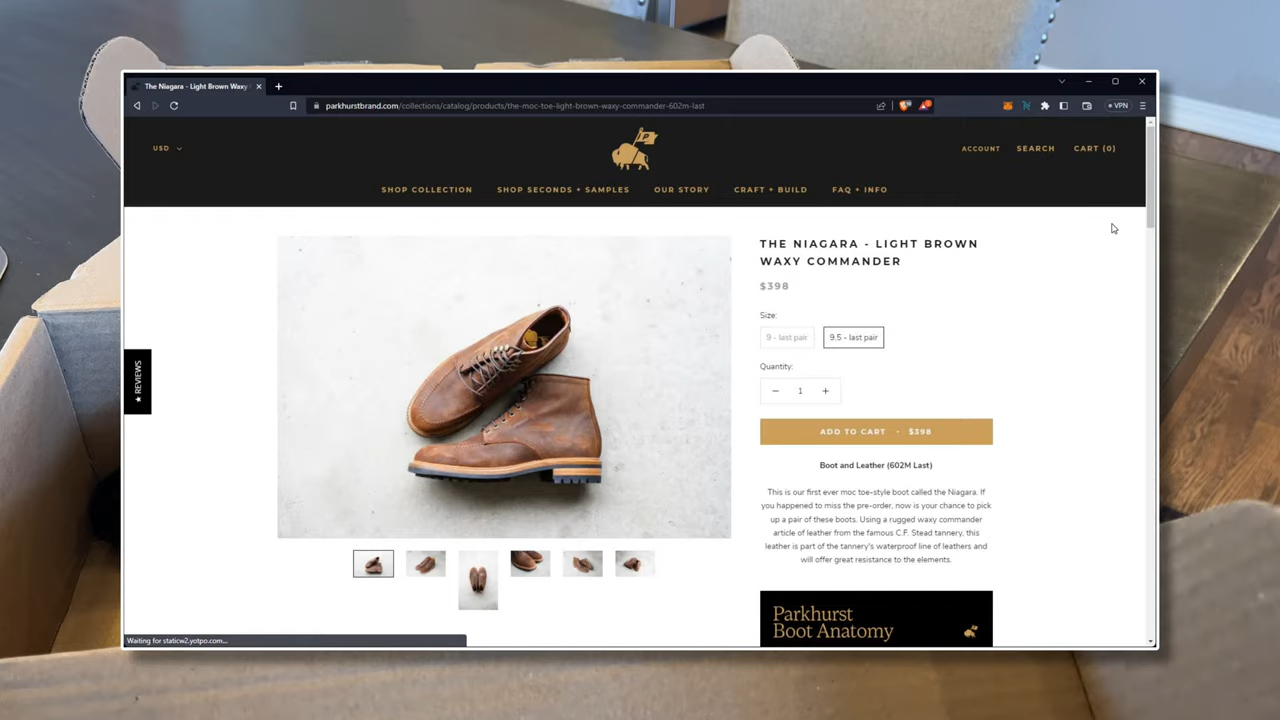 The Niagara - Light Brown Waxy
parkhurstbrand.com/collections/catalog/products/the-moc-toe-light-brown-waxy-commander-602m-last
VPN
USD
P
ACCOUNT
SEARCH
CART (0)
SHOP COLLECTION
SHOP SECONDS + SAMPLES
OUR STORY
CRAFT + BUILD
FAQ + INFO
THE NIAGARA - LIGHT BROWN
WAXY COMMANDER
$398
Size:
9 - last pair
9.5 - last pair
Quantity:
1
ADD TO CART - $398
★ REVIEWS
Boot and Leather (602M Last)
This is our first ever moc toe-style boot called the Niagara. If
you happened to miss the pre-order, now is your chance to pick
up a pair of these boots. Using a rugged waxy commander
article of leather from the famous C.F. Stead tannery, this
leather is part of the tannery's waterproof line of leathers and
will offer great resistance to the elements.
Parkhurst
Boot Anatomy
Waiting for staticw2.yotpo.com...